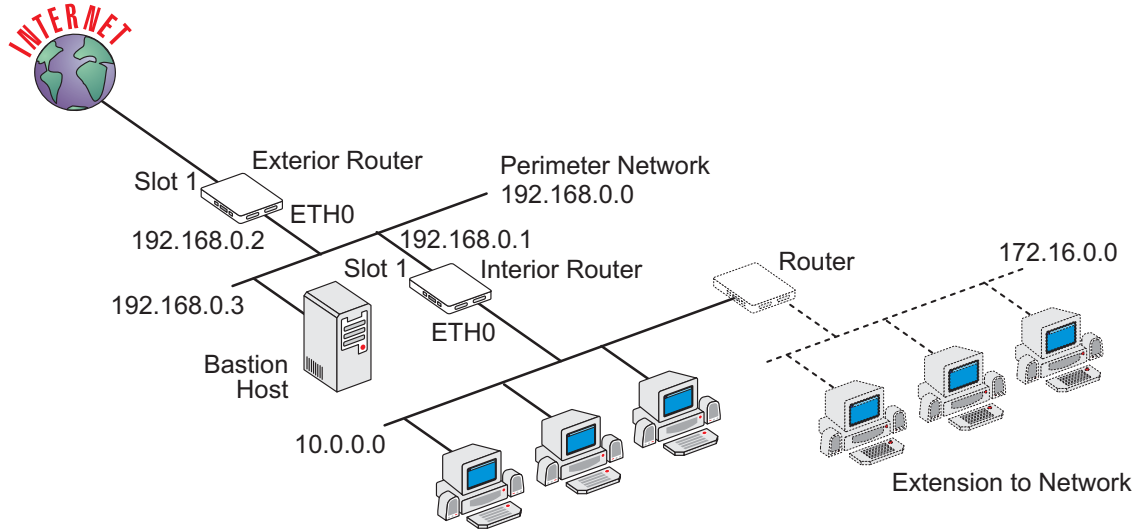 INTERNET
Exterior Router
Slot 1
Perimeter Network
192.168.0.0
ETH0
192.168.0.2
192.168.0.1
Slot 1
Interior Router
Router
172.16.0.0
192.168.0.3
ETH0
Bastion
Host
10.0.0.0
Extension to Network